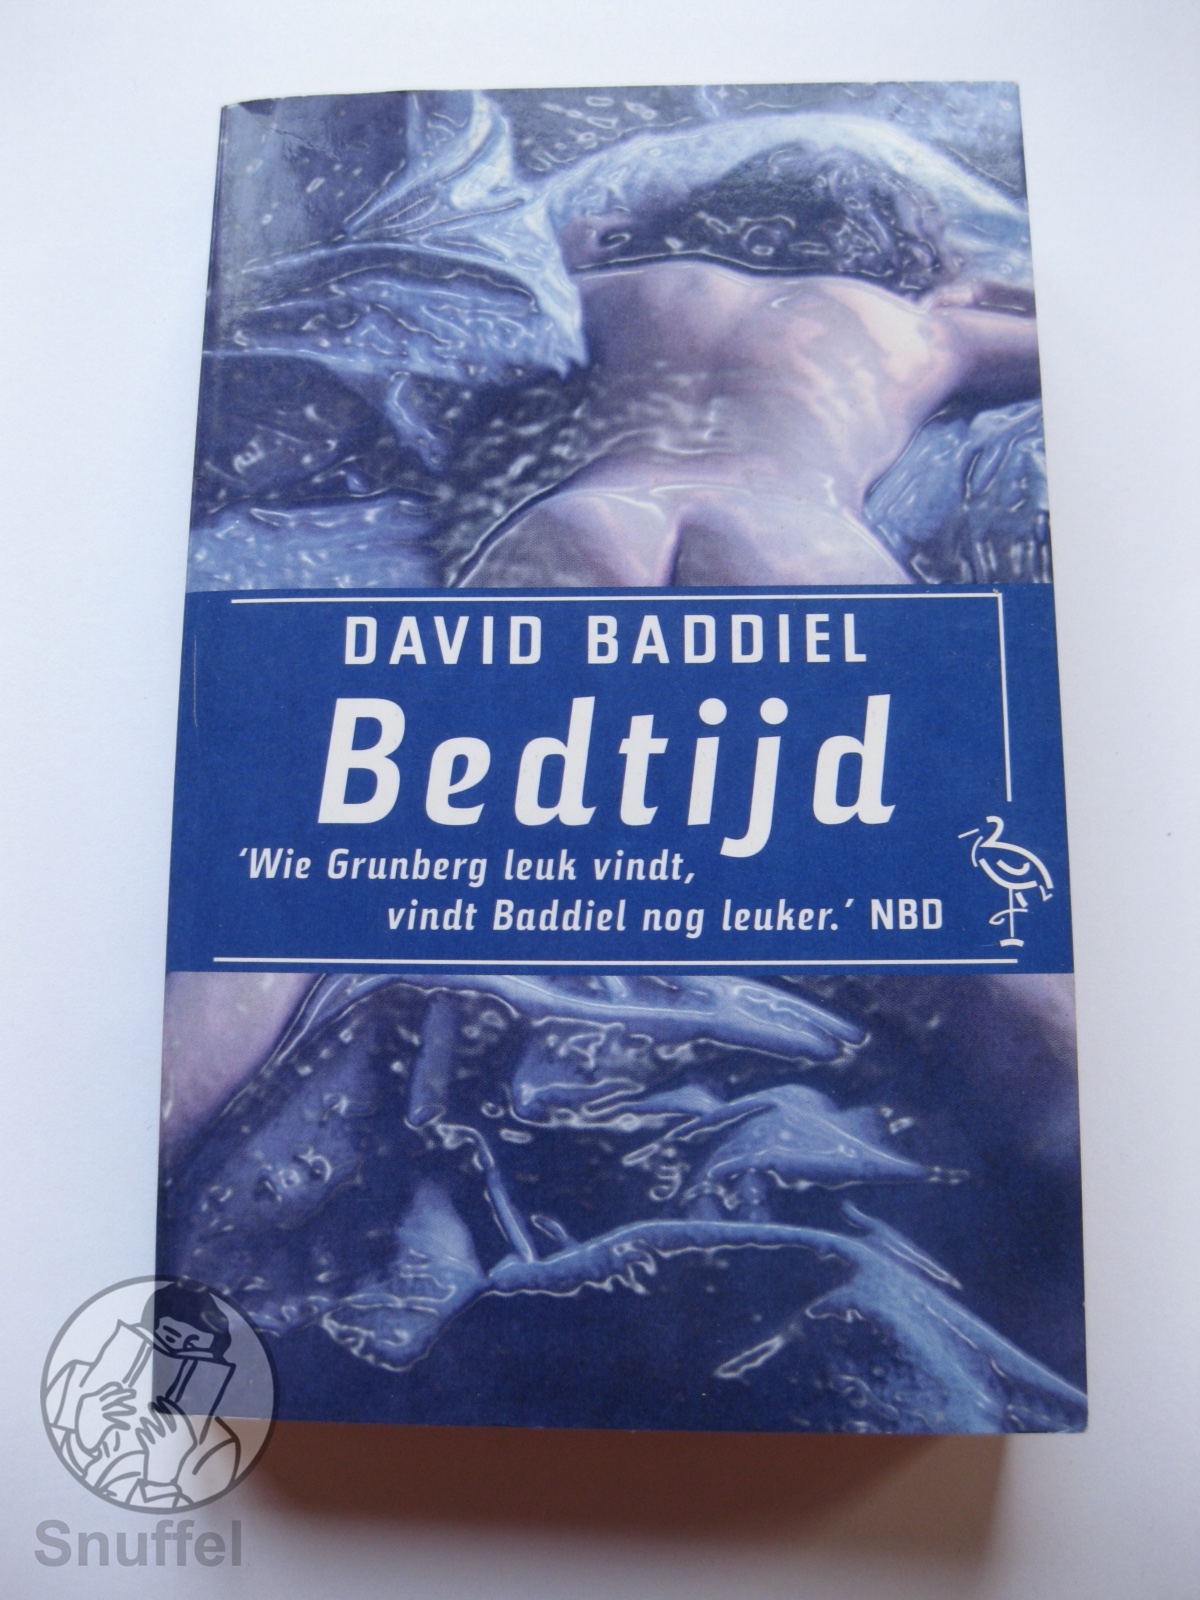 DAVID BADDIEL
Bedtijd
‘Wie Grunberg leuk vindt,
vindt Baddiel nog leuker.’ NBD
Snuffel